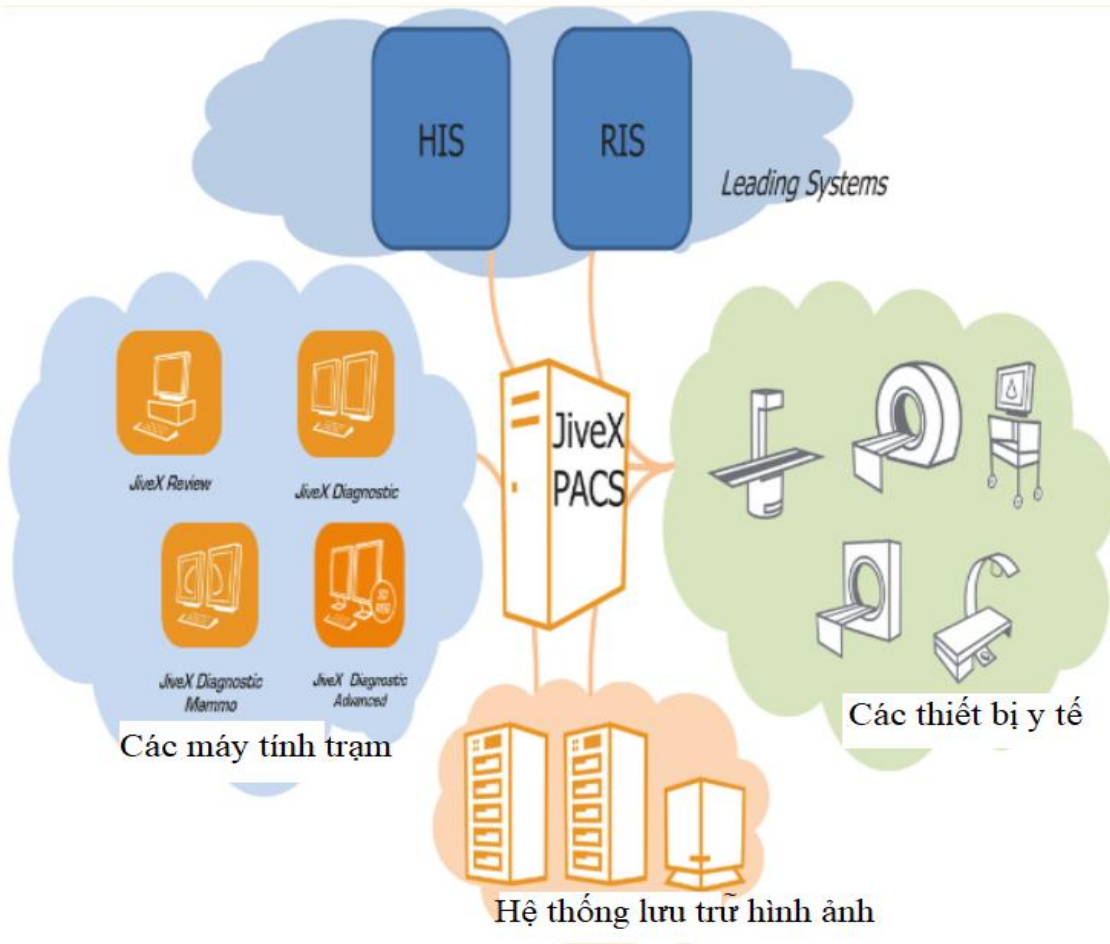 HIS
RIS
Leading Systems
JiveX Review
JiveX Diagnostic
JiveX
PACS
JiveX Diagnostic
Mammo
JiveX Diagnostic
Advanced
Các máy tính trạm
Các thiết bị y tế
Hệ thống lưu trữ hình ảnh